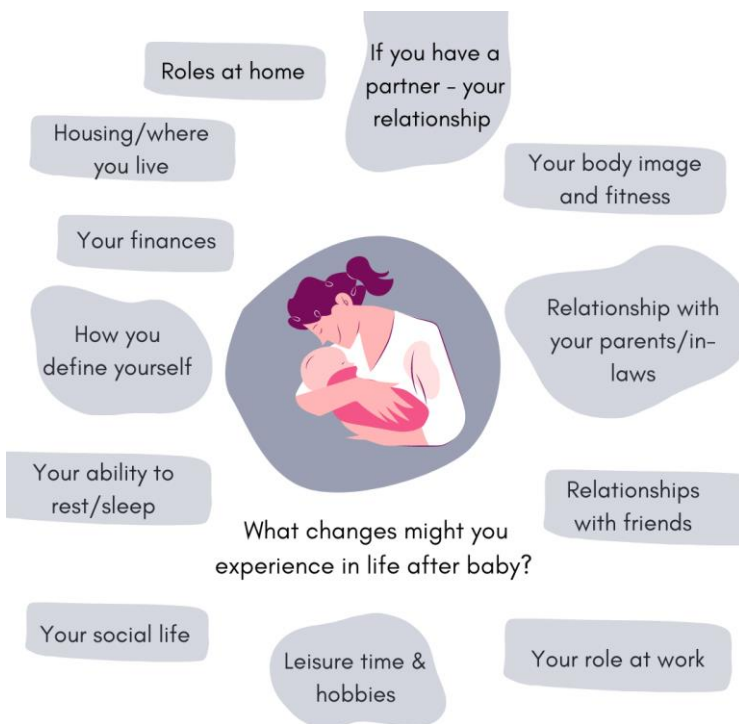 If you have a
partner - your
relationship
Roles at home
Housing/where
you live
Your body image
and fitness
Your finances
How you
define yourself
Relationship with
your parents/in-
laws
Your ability to
rest/sleep
Relationships
with friends
What changes might you
experience in life after baby?
Your social life
Leisure time &
hobbies
Your role at work